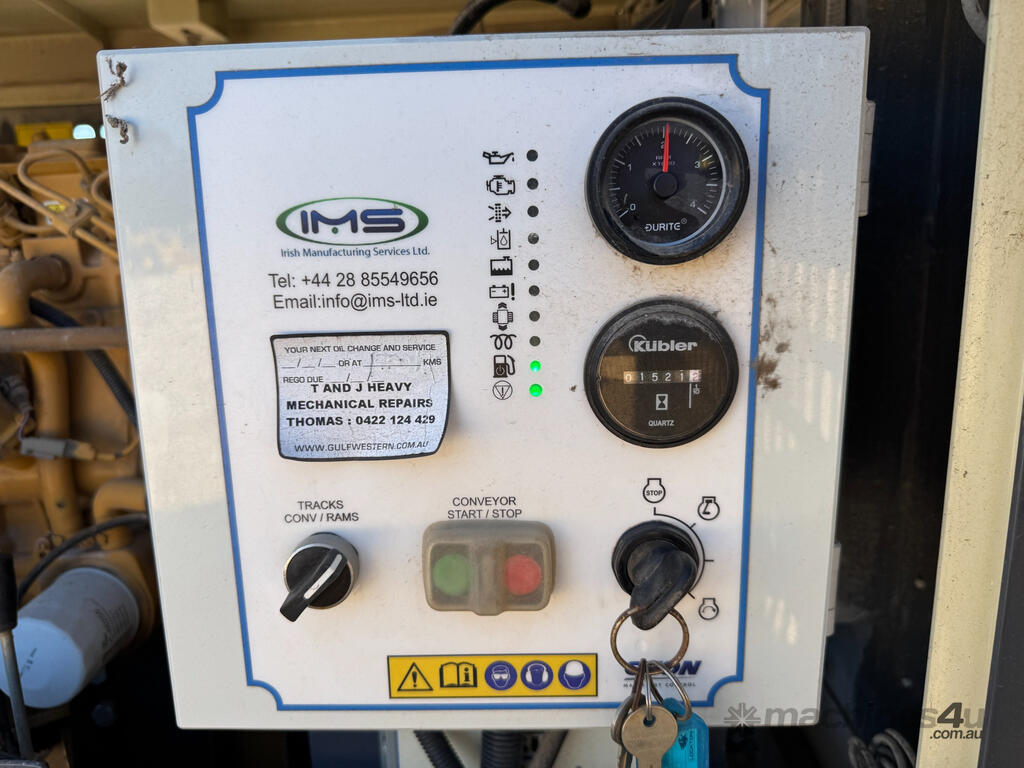 IMS
Irish Manufacturing Services Ltd.
Tel: +44 28 85549656
Email:info@ims-ltd.ie
YOUR NEXT OIL CHANGE AND SERVICE
_/_/_ OR AT KMS
REGO DUE _/_/_
T AND J HEAVY
MECHANICAL REPAIRS
THOMAS : 0422 124 429
WWW.GULFWESTERN.COM.AU
0 1 2 3 4
RPM
X1000
DURITE®
Kübler
015212
QUARTZ
TRACKS
CONV / RAMS
CONVEYOR
START / STOP
STOP
machines4u
.com.au